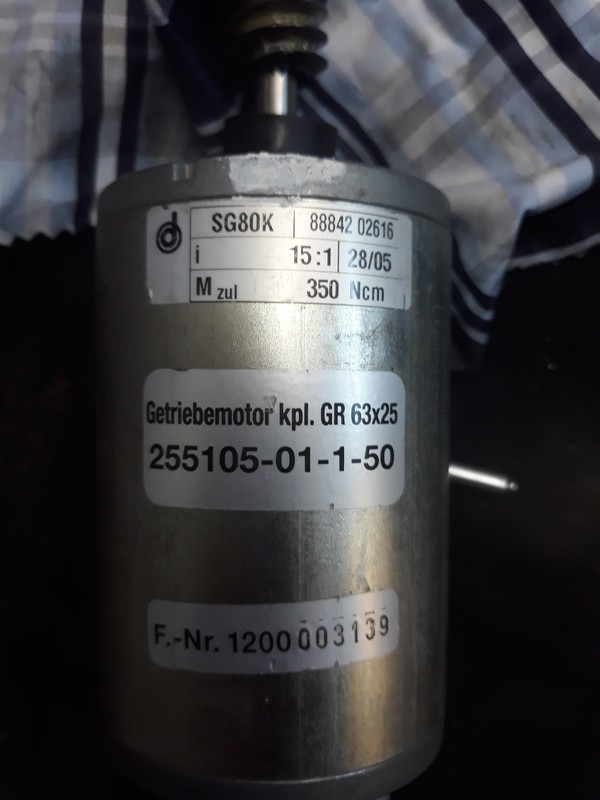 SG80K 88842 02616
i 15:1 28/05
M zul 350 Ncm
Getriebemotor kpl. GR 63x25
255105-01-1-50
F.-Nr. 1200003139